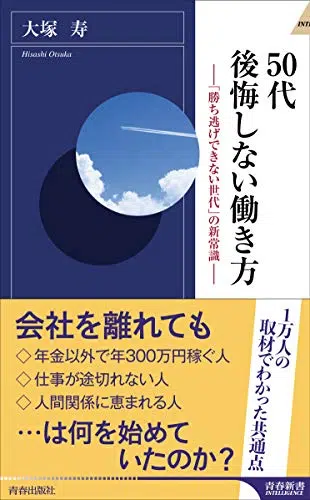 大塚 寿
Hisashi Otsuka
50代
後悔しない働き方
―「勝ち逃げできない世代」の新常識―
1万人の
取材でわかった共通点
会社を離れても
◇年金以外で年300万円稼ぐ人
◇仕事が途切れない人
◇人間関係に恵まれる人
…は何を始めて
いたのか?
青春出版社
青春新書
INTELLIGENCE